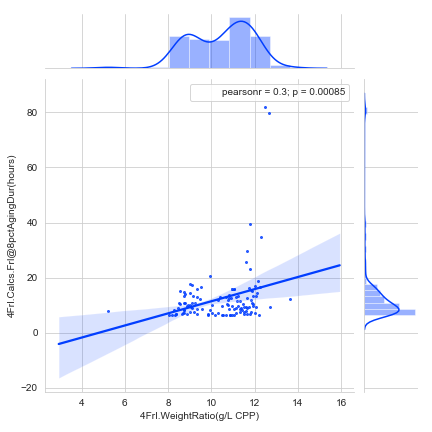 pearsonr = 0.3; p = 0.00085
80
60
40
20
0
−20
4Frl.Calcs.Frl@8pctAgingDur(hours)
4 6 8 10 12 14 16
4Frl.WeightRatio(g/L CPP)